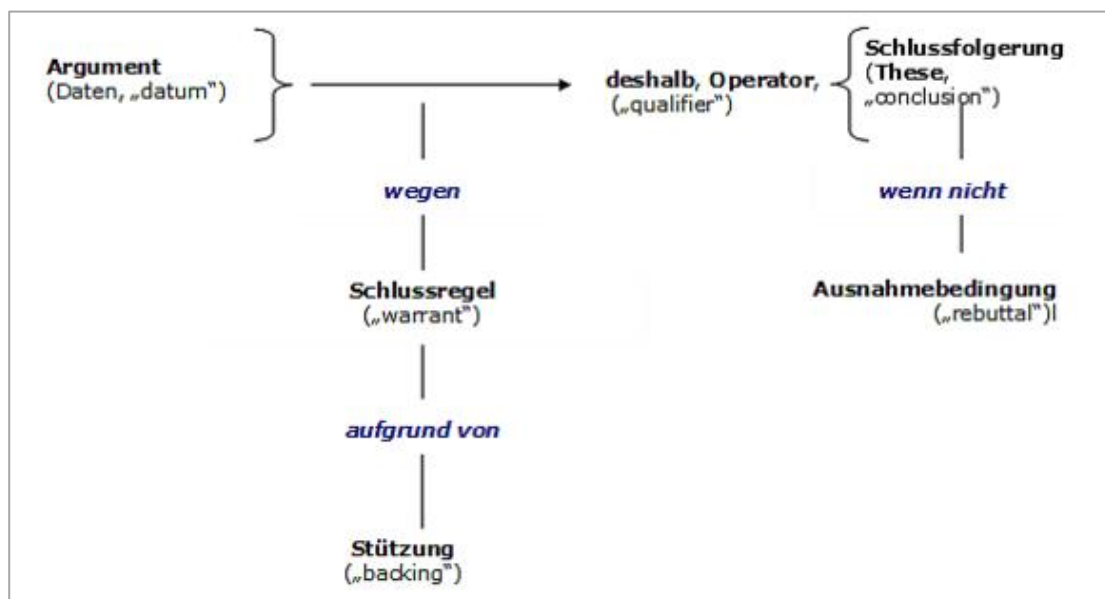 Argument
(Daten, „datum“)
deshalb, Operator,
(„qualifier“)
Schlussfolgerung
(These,
„conclusion“)
wegen
wenn nicht
Schlussregel
(„warrant“)
Ausnahmebedingung
(„rebuttal“)l
aufgrund von
Stützung
(„backing“)